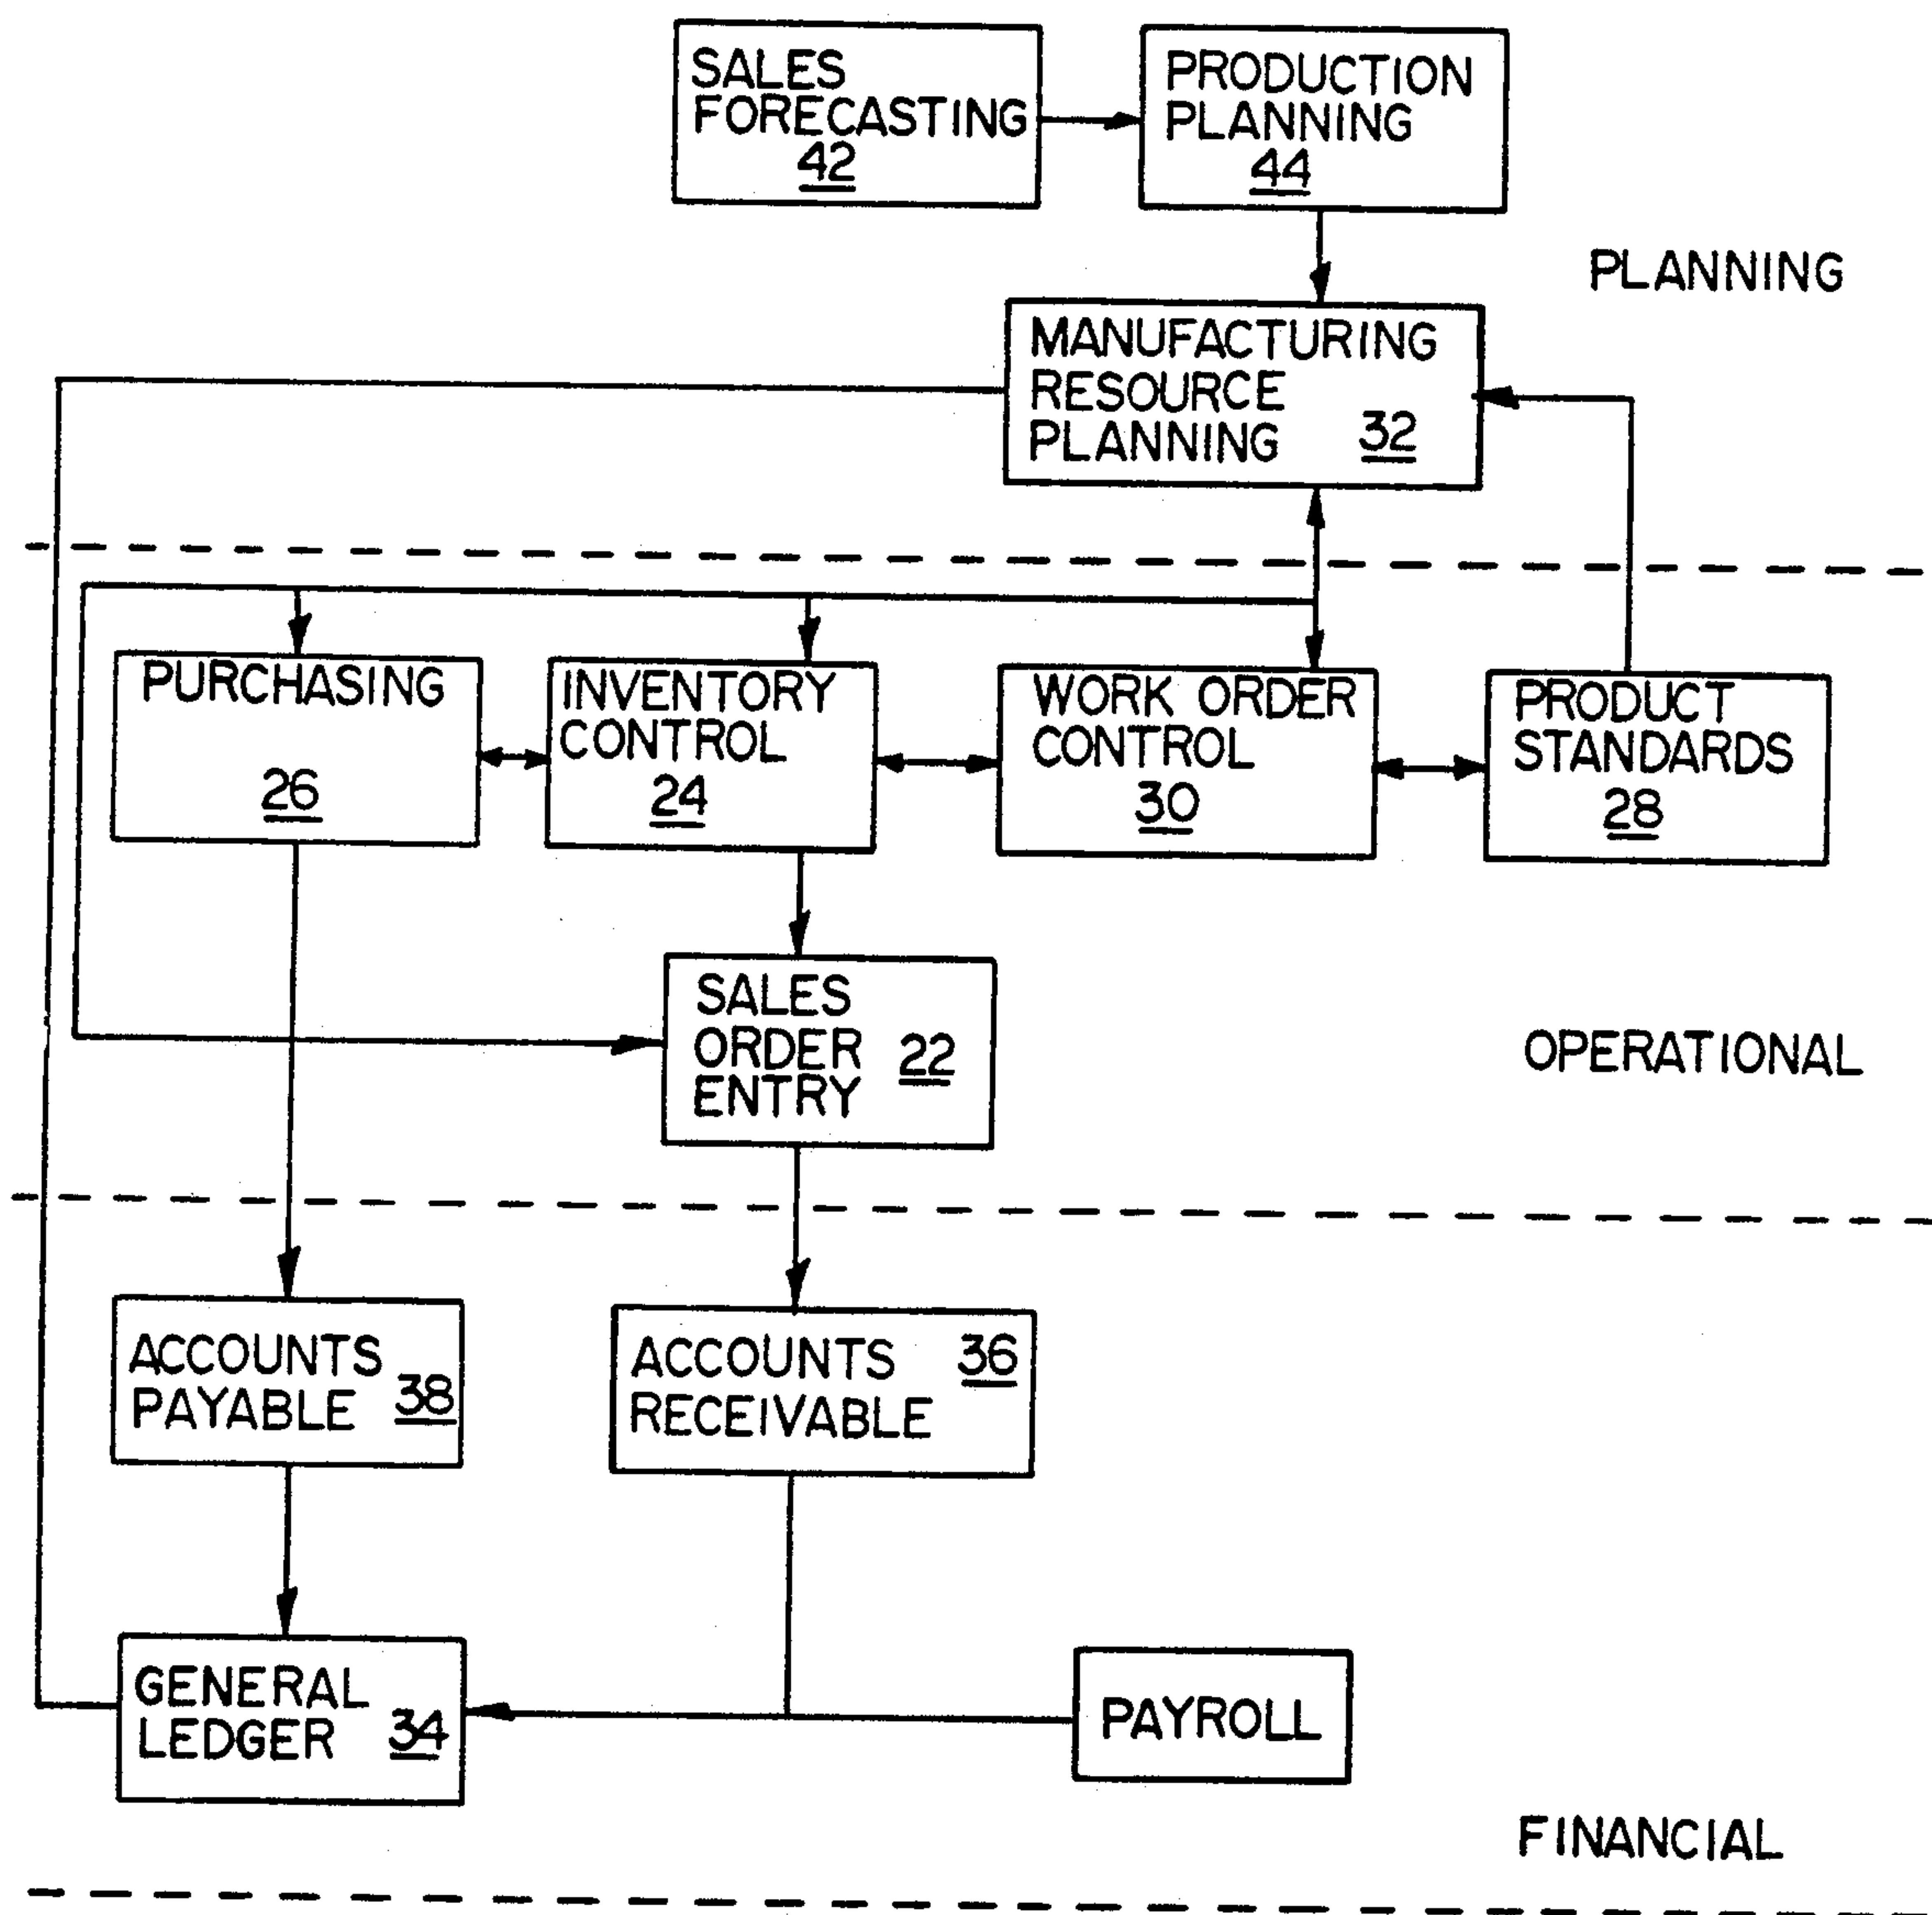 SALES
FORECASTING
42
PRODUCTION
PLANNING
44
PLANNING
MANUFACTURING
RESOURCE
PLANNING 32
PURCHASING
26
INVENTORY
CONTROL
24
WORK ORDER
CONTROL
30
PRODUCT
STANDARDS
28
SALES
ORDER 22
ENTRY
OPERATIONAL
ACCOUNTS
PAYABLE 38
ACCOUNTS 36
RECEIVABLE
GENERAL
LEDGER 34
PAYROLL
FINANCIAL